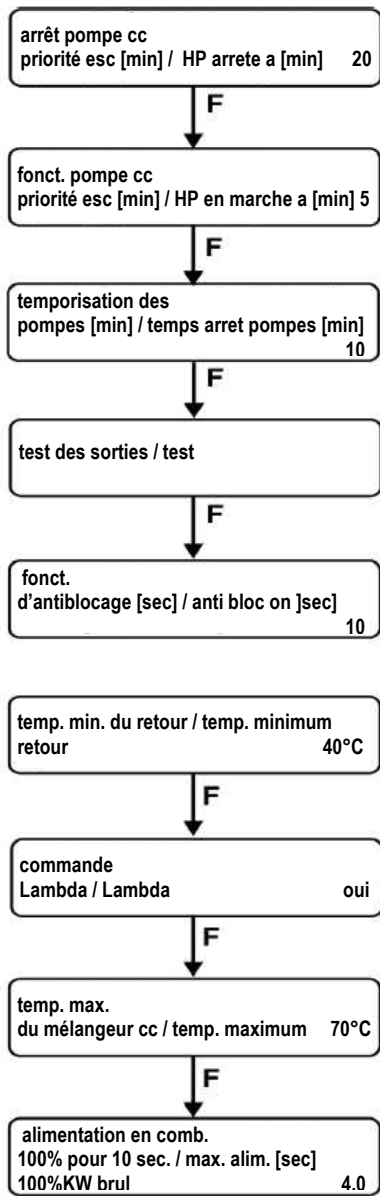 arrêt pompe cc
priorité esc [min] / HP arrete a [min] 20
F
fonct. pompe cc
priorité esc [min] / HP en marche a [min] 5
F
temporisation des
pompes [min] / temps arret pompes [min]
10
F
test des sorties / test
F
fonct.
d'antiblocage [sec] / anti bloc on ]sec]
10
temp. min. du retour / temp. minimum
retour 40°C
F
commande
Lambda / Lambda oui
F
temp. max.
du mélangeur cc / temp. maximum 70°C
F
alimentation en comb.
100% pour 10 sec. / max. alim. [sec]
100%KW brul 4.0